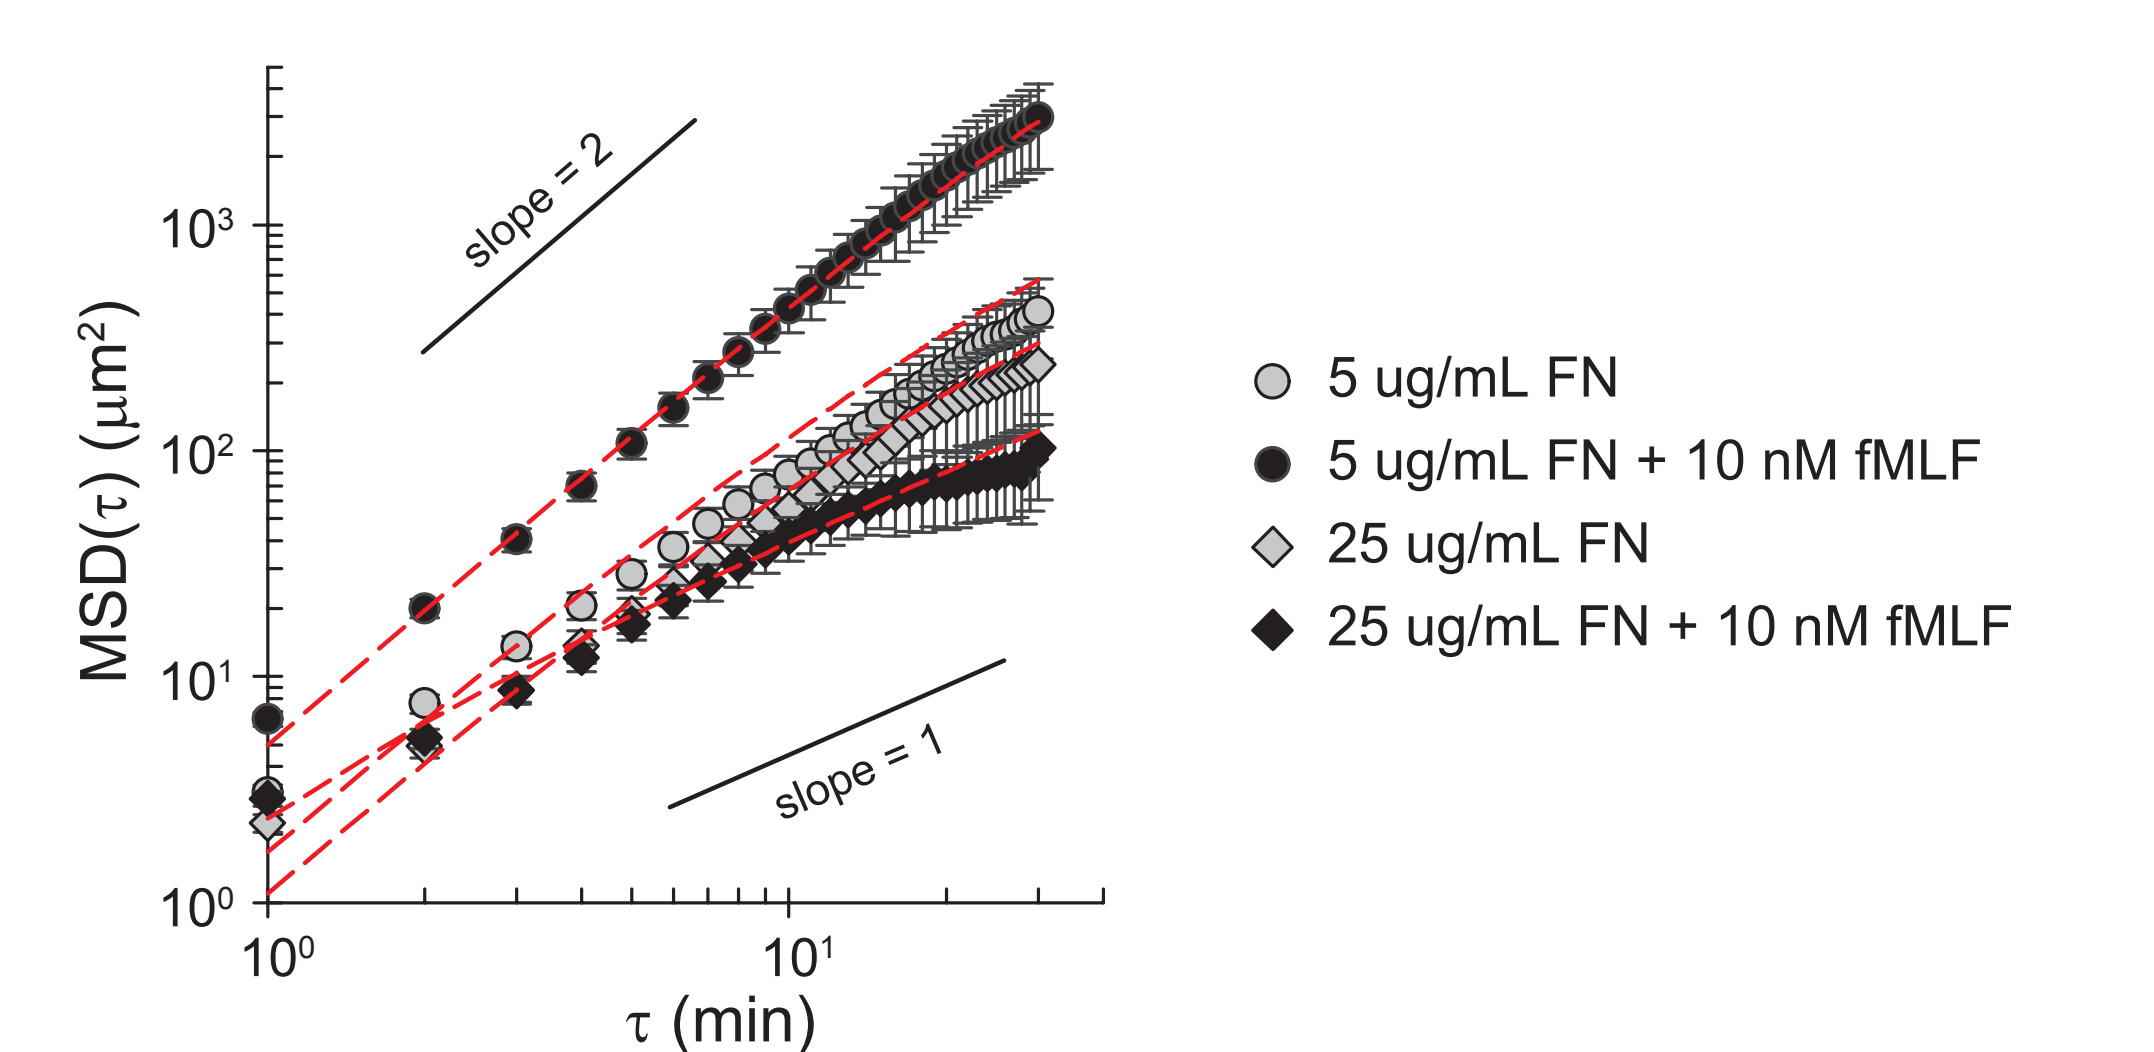 slope = 2
10³
10²
10¹
10⁰
MSD(τ) (μm²)
slope = 1
10⁰ 10¹
τ (min)
5 ug/mL FN
5 ug/mL FN + 10 nM fMLF
25 ug/mL FN
25 ug/mL FN + 10 nM fMLF